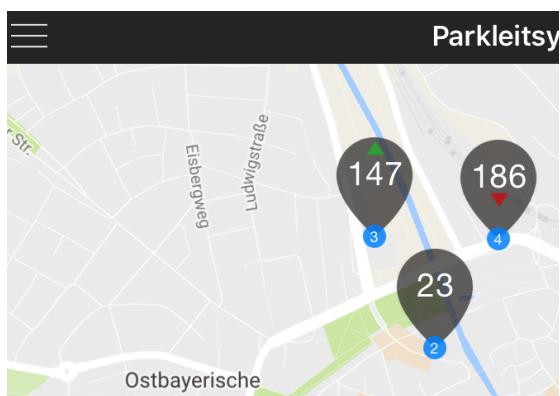 Parkleitsy
r Str.
Eisbergweg
Ludwigstraße
147
186
3
4
23
2
Ostbayerische